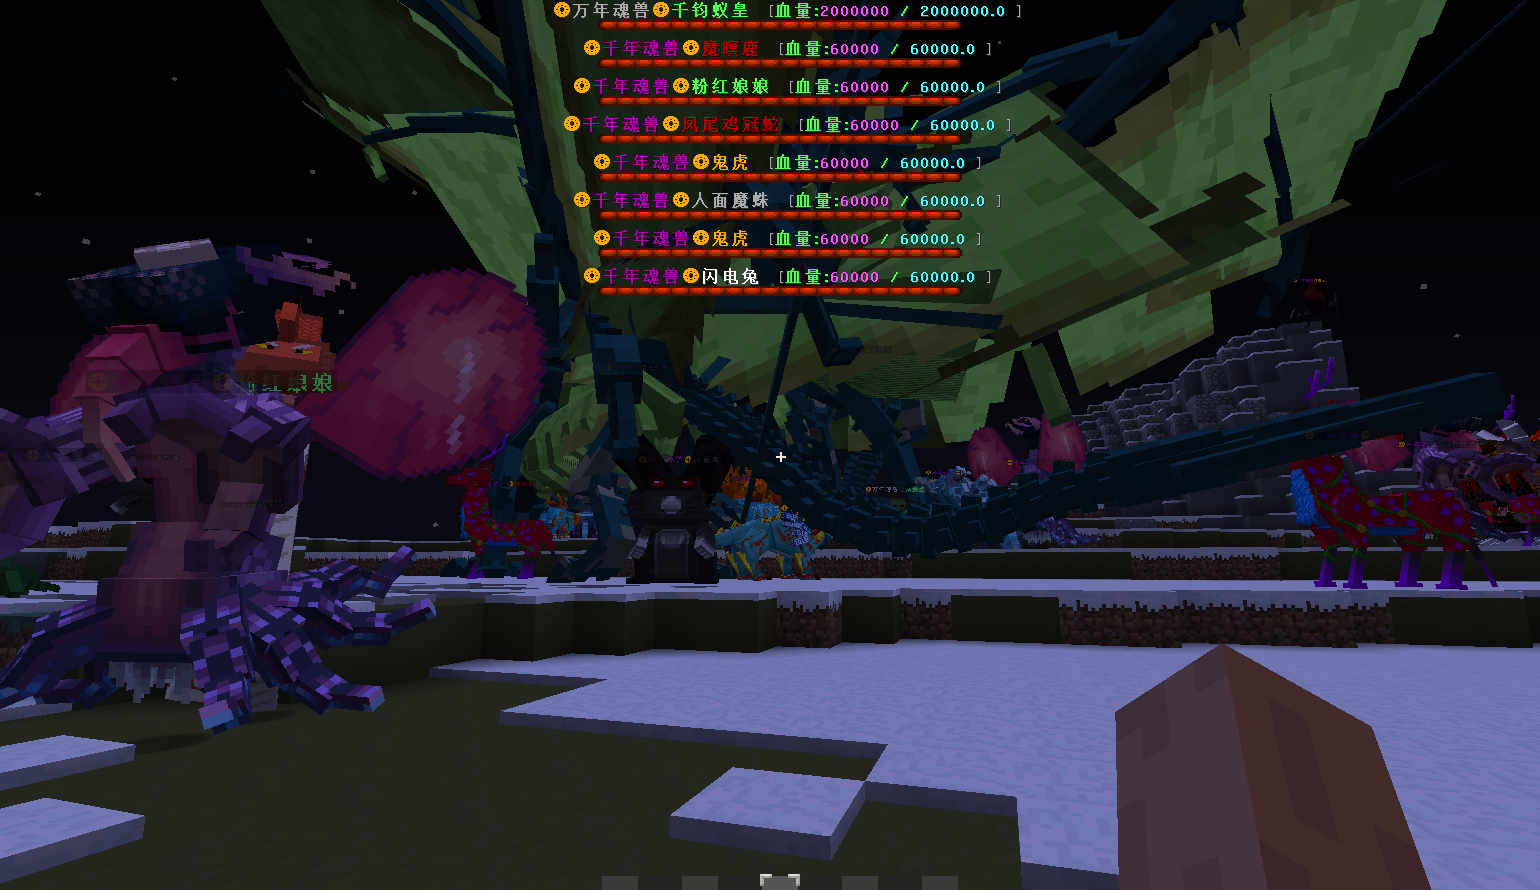 万年魂兽千钧蚁皇 [血量:2000000 / 2000000.0 ]
千年魂兽魔暝鹿 [血量:60000 / 60000.0 ]
千年魂兽粉红娘娘 [血量:60000 / 60000.0 ]
千年魂兽凤尾鸡冠蛇 [血量:60000 / 60000.0 ]
千年魂兽鬼虎 [血量:60000 / 60000.0 ]
千年魂兽人面魔蛛 [血量:60000 / 60000.0 ]
千年魂兽鬼虎 [血量:60000 / 60000.0 ]
千年魂兽闪电兔 [血量:60000 / 60000.0 ]
红娘娘